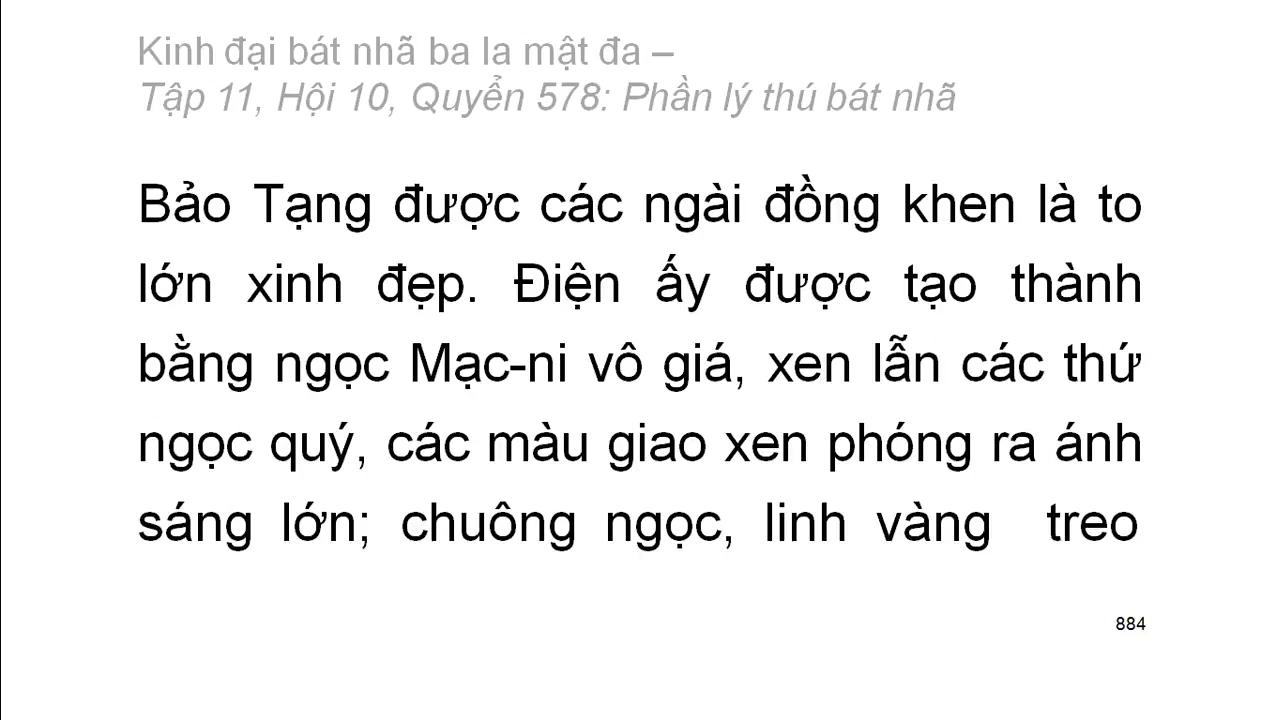 Kinh đại bát nhã ba la mật đa –
Tập 11, Hội 10, Quyển 578: Phần lý thú bát nhã
Bảo Tạng được các ngài đồng khen là to
lớn xinh đẹp. Điện ấy được tạo thành
bằng ngọc Mạc-ni vô giá, xen lẫn các thứ
ngọc quý, các màu giao xen phóng ra ánh
sáng lớn; chuông ngọc, linh vàng treo
884